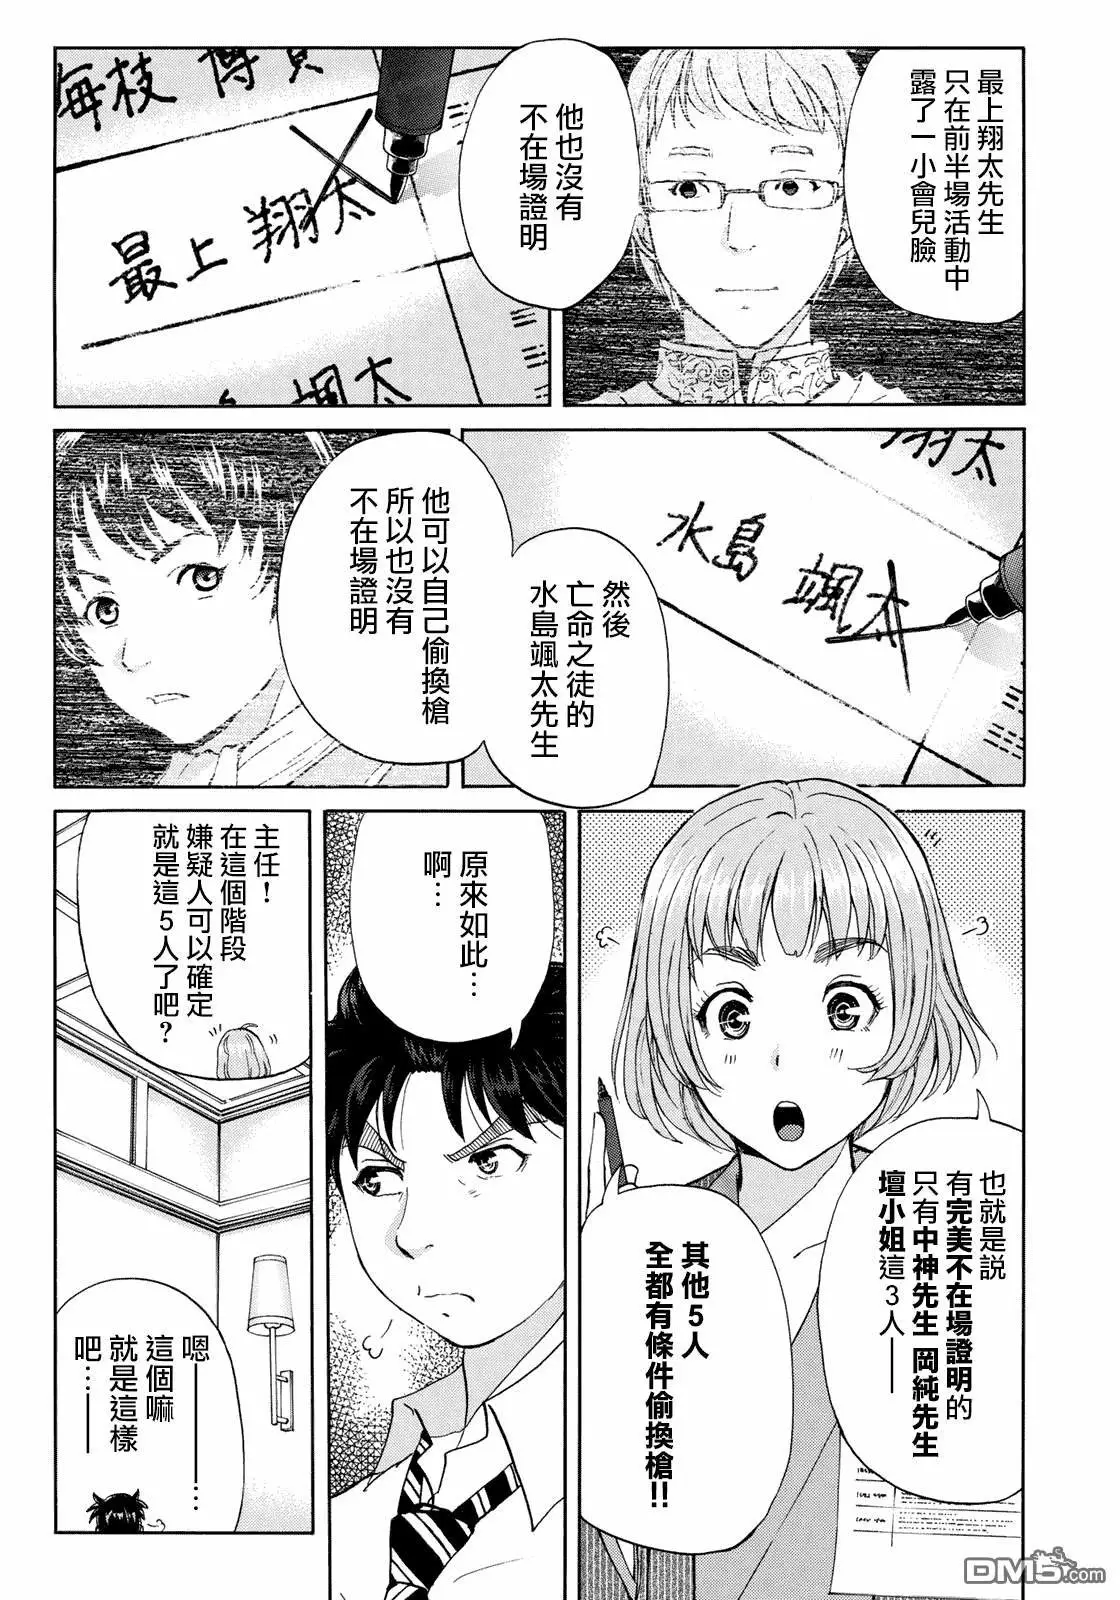 最上翔太先生
只在前半場活動中
露了一小會兒臉
他也沒有
不在場證明
海枝 博
最上 翔太
颯太
翔太
水島 颯太
然後
亡命之徒的
水島颯太先生
他可以自己偷換槍
所以也沒有
不在場證明
也就是説
有完美不在場證明的
只有中神先生 岡純先生
壇小姐這3人——
其他5人
全都有條件偷換槍!!
原來如此…
啊…
主任!
在這個階段
嫌疑人可以確定
就是這5人了吧?
嗯——……
這個嘛
就是這樣
吧…——
DM5.com